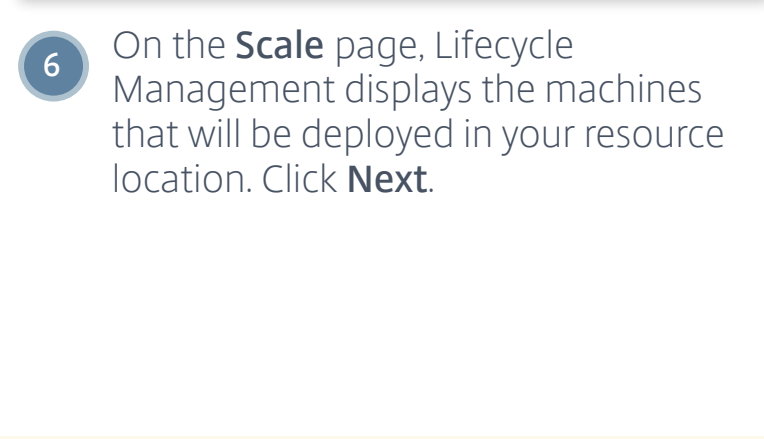 6
On the Scale page, Lifecycle
Management displays the machines
that will be deployed in your resource
location. Click Next.